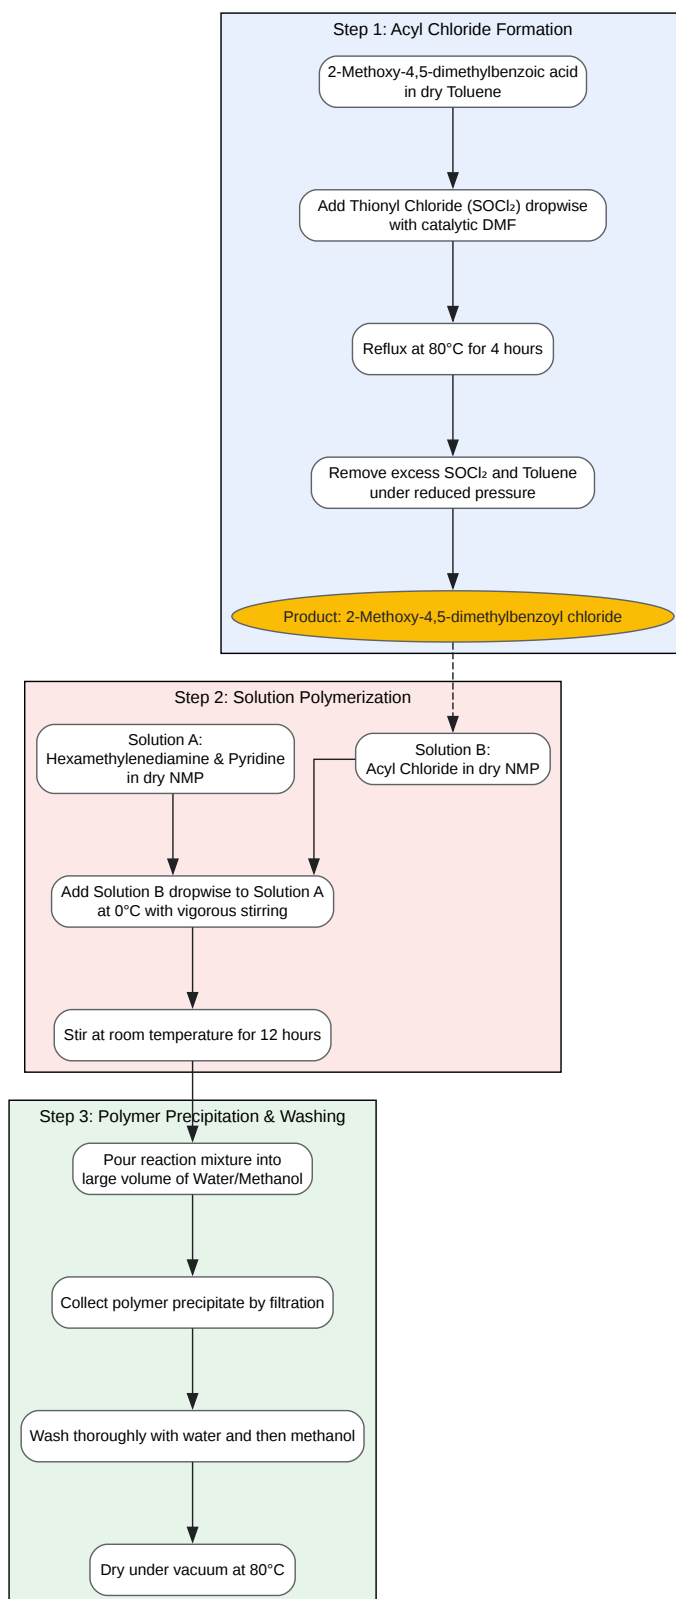 Step 1: Acyl Chloride Formation
2-Methoxy-4,5-dimethylbenzoic acid
in dry Toluene
Add Thionyl Chloride (SOCl₂) dropwise
with catalytic DMF
Reflux at 80°C for 4 hours
Remove excess SOCl₂ and Toluene
under reduced pressure
Product: 2-Methoxy-4,5-dimethylbenzoyl chloride
Step 2: Solution Polymerization
Solution A:
Hexamethylenediamine & Pyridine
in dry NMP
Solution B:
Acyl Chloride in dry NMP
Add Solution B dropwise to Solution A
at 0°C with vigorous stirring
Stir at room temperature for 12 hours
Step 3: Polymer Precipitation & Washing
Pour reaction mixture into
large volume of Water/Methanol
Collect polymer precipitate by filtration
Wash thoroughly with water and then methanol
Dry under vacuum at 80°C